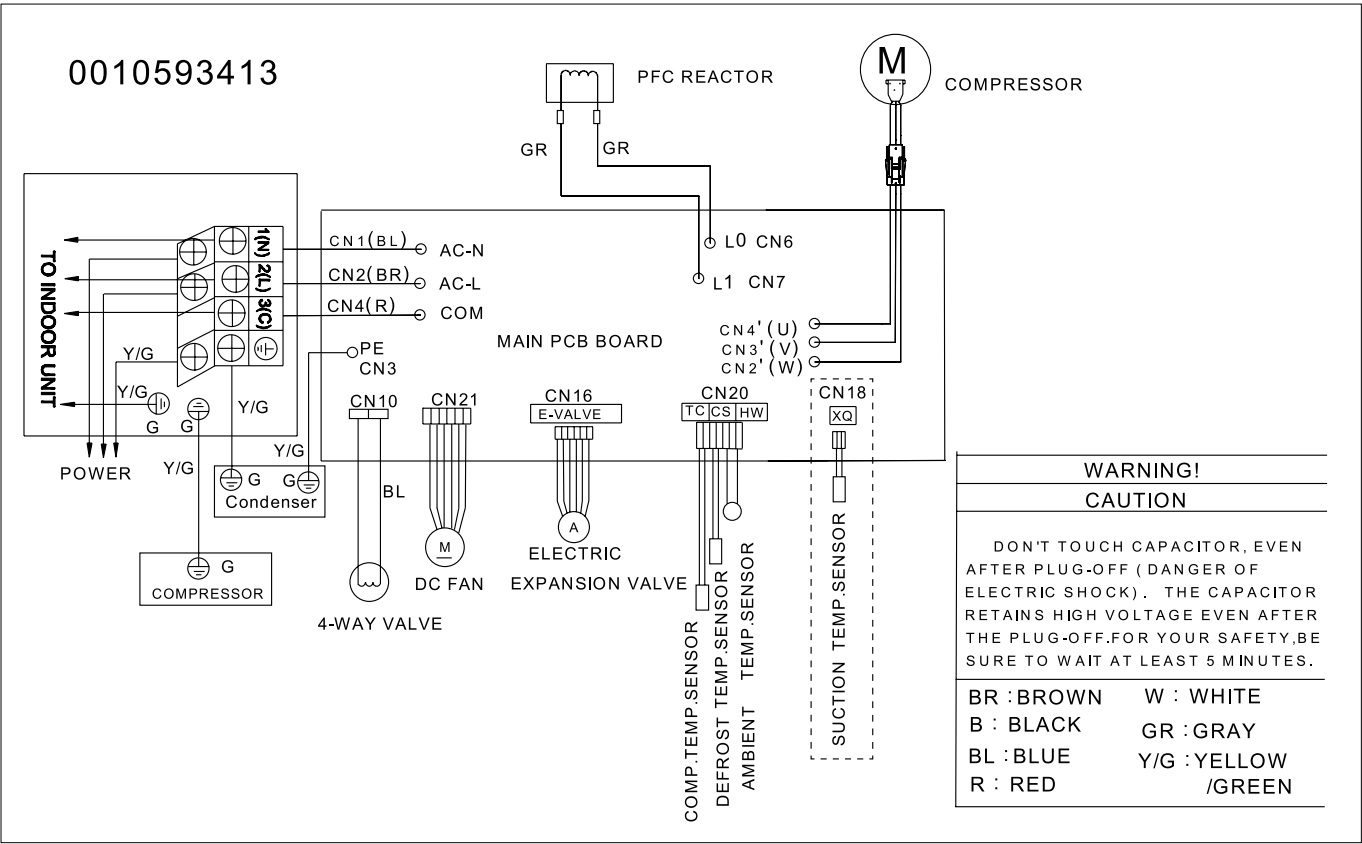 0010593413
PFC REACTOR
M
COMPRESSOR
GR
GR
TO INDOOR UNIT
1(N)
2(L)
3(C)
CN1(BL)
AC-N
CN2(BR)
AC-L
CN4(R)
COM
L0 CN6
L1 CN7
MAIN PCB BOARD
CN4'(U)
CN3'(V)
CN2'(W)
PE
CN3
Y/G
Y/G
Y/G
G
G
POWER
Y/G
Y/G
G
G
Condenser
G
COMPRESSOR
CN10
BL
4-WAY VALVE
CN21
M
DC FAN
CN16
E-VALVE
A
ELECTRIC
EXPANSION VALVE
CN20
TC CS HW
COMP.TEMP.SENSOR
DEFROST TEMP.SENSOR
AMBIENT TEMP.SENSOR
CN18
XQ
SUCTION TEMP.SENSOR
WARNING!
CAUTION
DON'T TOUCH CAPACITOR, EVEN
AFTER PLUG-OFF (DANGER OF
ELECTRIC SHOCK). THE CAPACITOR
RETAINS HIGH VOLTAGE EVEN AFTER
THE PLUG-OFF.FOR YOUR SAFETY,BE
SURE TO WAIT AT LEAST 5 MINUTES.
BR : BROWN W : WHITE
B : BLACK GR : GRAY
BL : BLUE Y/G : YELLOW
R : RED /GREEN